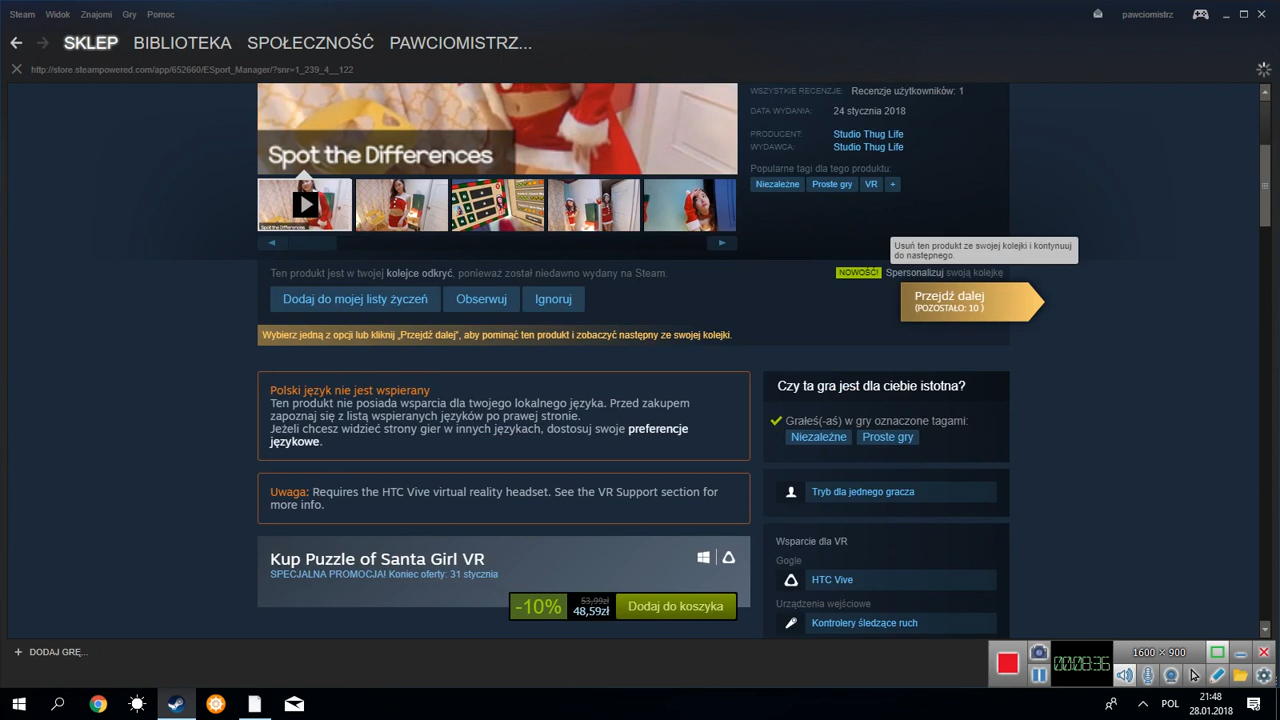 Steam Widok Znajomi Gry Pomoc pawciomistrz
SKLEP BIBLIOTEKA SPOŁECZNOŚĆ PAWCIOMISTRZ...
http://store.steampowered.com/app/652660/ESport_Manager/?snr=1_239_4__122
WSZYSTKIE RECENZJE: Recenzje użytkowników: 1
DATA WYDANIA: 24 stycznia 2018
PRODUCENT: Studio Thug Life
WYDAWCA: Studio Thug Life
Popularne tagi dla tego produktu:
Niezależne Proste gry VR +
Spot the Differences
Spot the Differences
Usuń ten produkt ze swojej kolejki i kontynuuj
do następnego.
Ten produkt jest w twojej kolejce odkryć, ponieważ został niedawno wydany na Steam.
NOWOŚĆ! Spersonalizuj swoją kolejkę
Dodaj do mojej listy życzeń Obserwuj Ignoruj
Przejdź dalej
(POZOSTAŁO: 10 )
Wybierz jedną z opcji lub kliknij „Przejdź dalej”, aby pominąć ten produkt i zobaczyć następny ze swojej kolejki.
Polski język nie jest wspierany
Ten produkt nie posiada wsparcia dla twojego lokalnego języka. Przed zakupem
zapoznaj się z listą wspieranych języków po prawej stronie.
Jeżeli chcesz widzieć strony gier w innych językach, dostosuj swoje preferencje
językowe.
Czy ta gra jest dla ciebie istotna?
Grałeś(-aś) w gry oznaczone tagami:
Niezależne Proste gry
Uwaga: Requires the HTC Vive virtual reality headset. See the VR Support section for
more info.
Tryb dla jednego gracza
Wsparcie dla VR
Gogle
HTC Vive
Urządzenia wejściowe
Kontrolery śledzące ruch
Kup Puzzle of Santa Girl VR
SPECJALNA PROMOCJA! Koniec oferty: 31 stycznia
-10% 53,99zł 48,59zł Dodaj do koszyka
+ DODAJ GRĘ...
00:08:36
1600 × 900
POL
21:48
28.01.2018